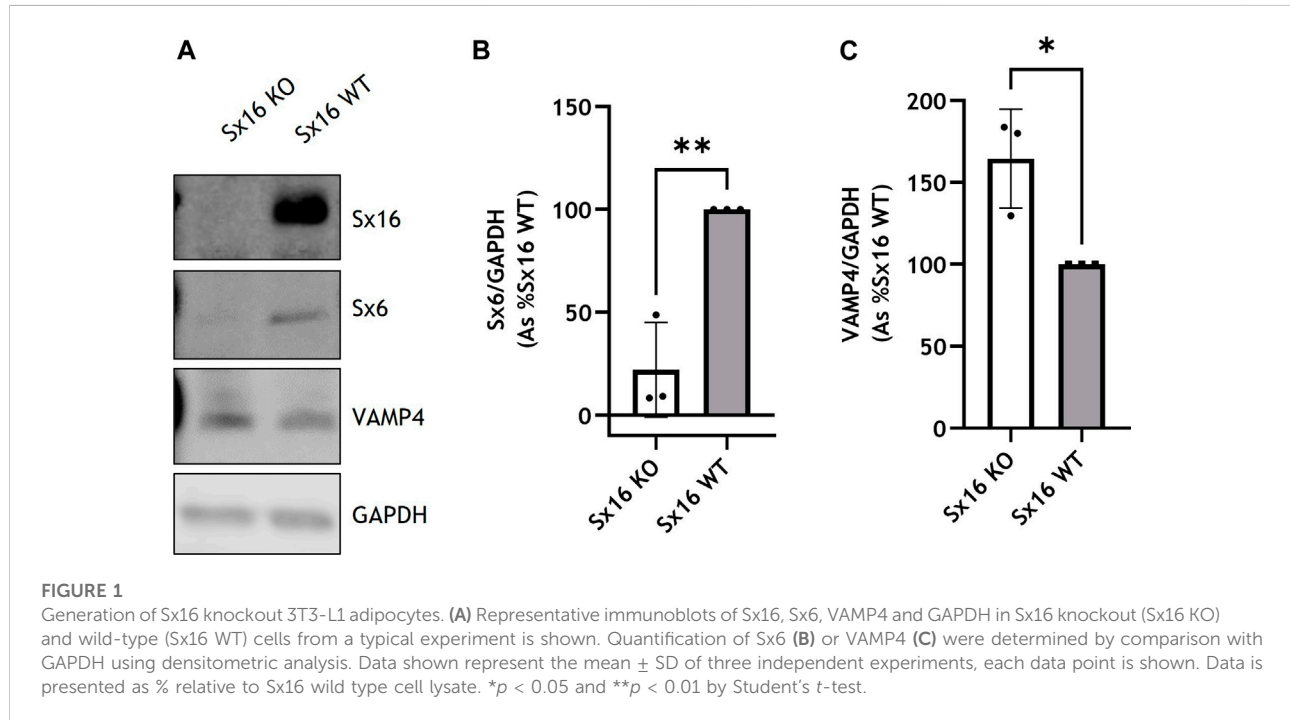 A
Sx16 KO
Sx16 WT
Sx16
Sx6
VAMP4
GAPDH
B
Sx6/GAPDH
(As %Sx16 WT)
150
100
50
0
**
Sx16 KO
Sx16 WT
C
VAMP4/GAPDH
(As %Sx16 WT)
200
150
100
50
0
*
Sx16 KO
Sx16 WT
FIGURE 1
Generation of Sx16 knockout 3T3-L1 adipocytes. (A) Representative immunoblots of Sx16, Sx6, VAMP4 and GAPDH in Sx16 knockout (Sx16 KO)
and wild-type (Sx16 WT) cells from a typical experiment is shown. Quantification of Sx6 (B) or VAMP4 (C) were determined by comparison with
GAPDH using densitometric analysis. Data shown represent the mean ± SD of three independent experiments, each data point is shown. Data is
presented as % relative to Sx16 wild type cell lysate. *p < 0.05 and **p < 0.01 by Student's t-test.